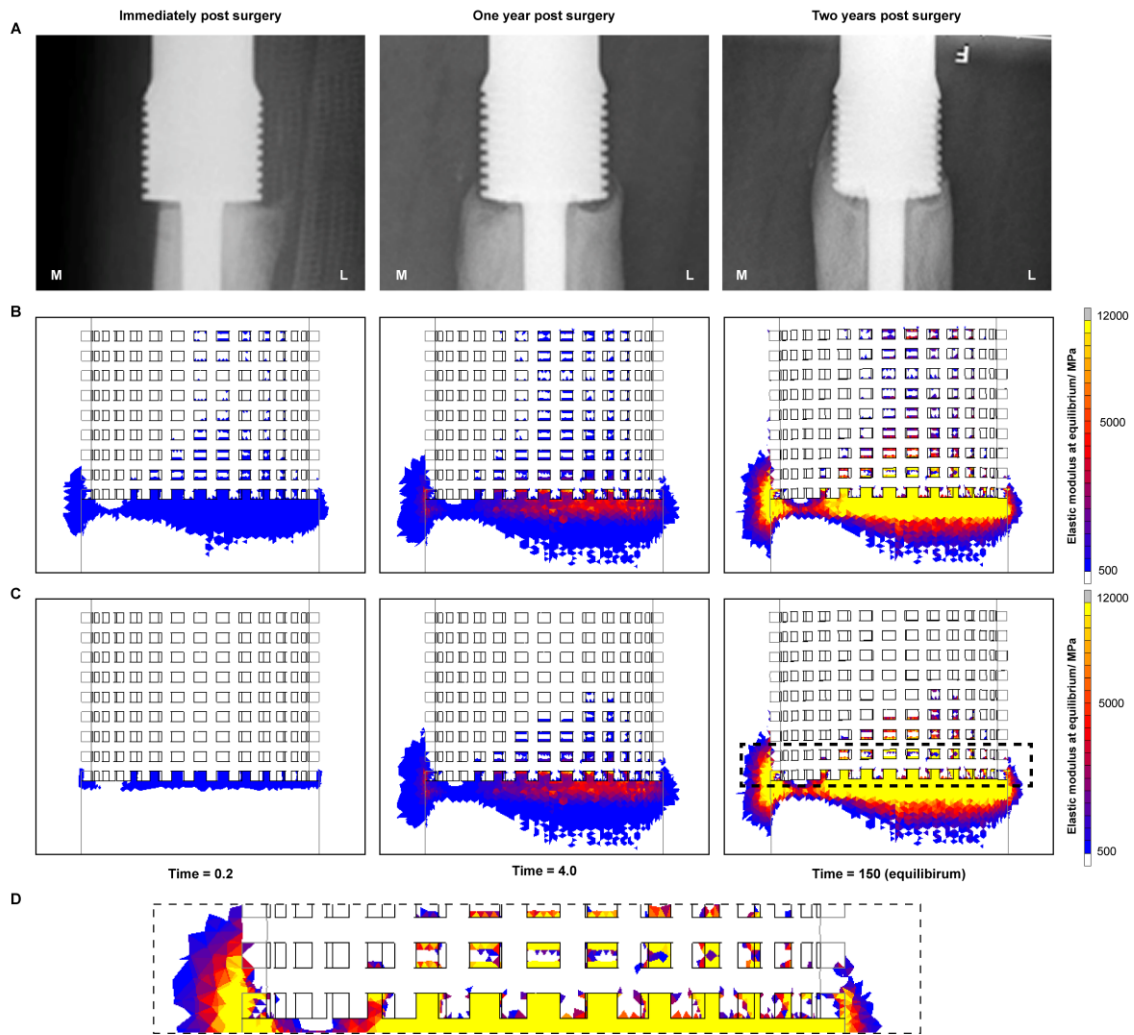 Immediately post surgery
One year post surgery
Two years post surgery
A
F
M
L
M
L
M
L
B
12000
5000
500
Elastic modulus at equilibrium/ MPa
C
12000
5000
500
Elastic modulus at equilibrium/ MPa
Time = 0.2
Time = 4.0
Time = 150 (equilibirum)
D